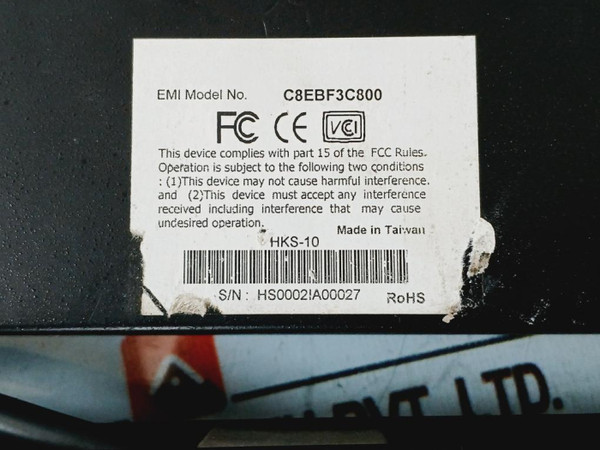 EMI Model No. C8EBF3C800
FC CE VCI
This device complies with part 15 of the FCC Rules.
Operation is subject to the following two conditions
: (1)This device may not cause harmful interference.
and (2)This device must accept any interference
received including interference that may cause
undesired operation.
Made in Taiwan
HKS-10
S/N : HS0002IA00027 RoHS
PVT. LTD.